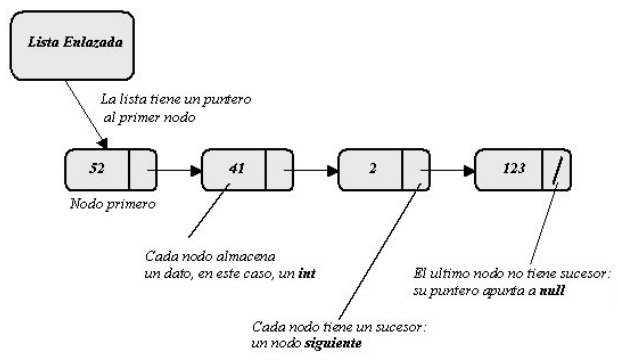 Lista Enlazada
La lista tiene un puntero
al primer nodo
52
41
2
123
Nodo primero
Cada nodo almacena
un dato, en este caso, un int
El ultimo nodo no tiene sucesor:
su puntero apunta a null
Cada nodo tiene un sucesor:
un nodo siguiente